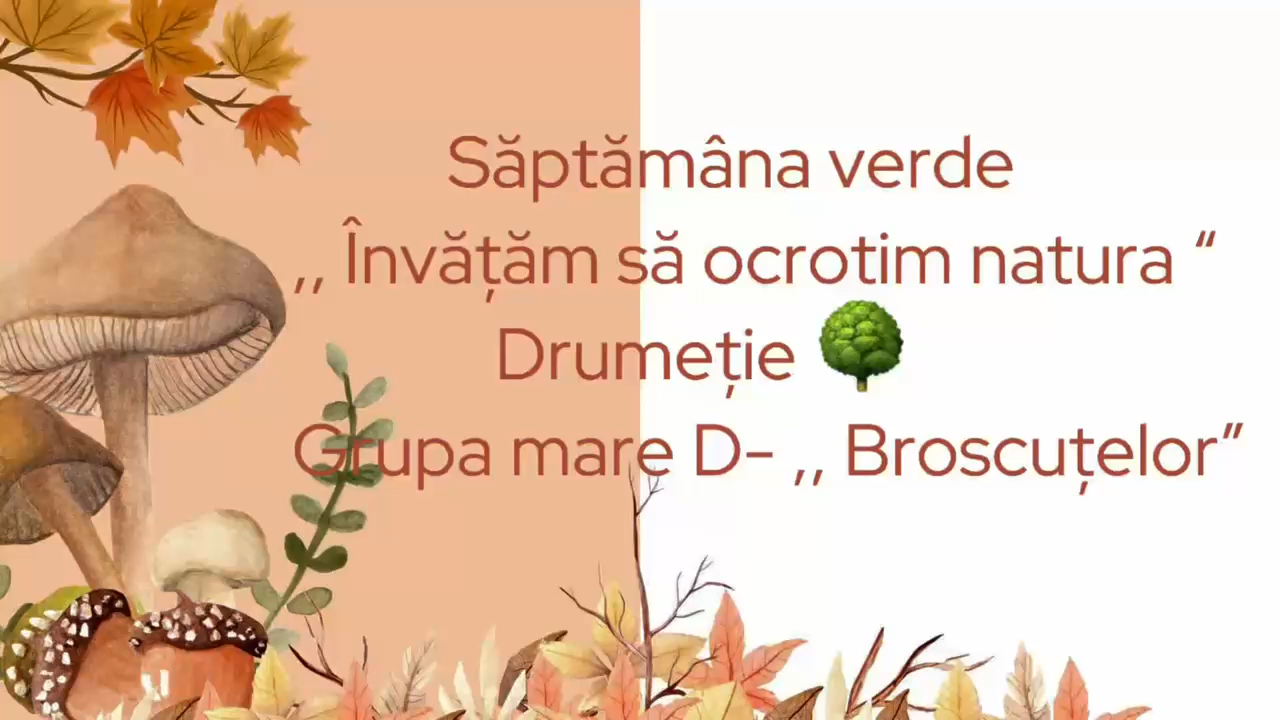 Săptămâna verde
,, Învățăm să ocrotim natura “
Drumeție
Grupa mare D- ,, Broscuțelor”